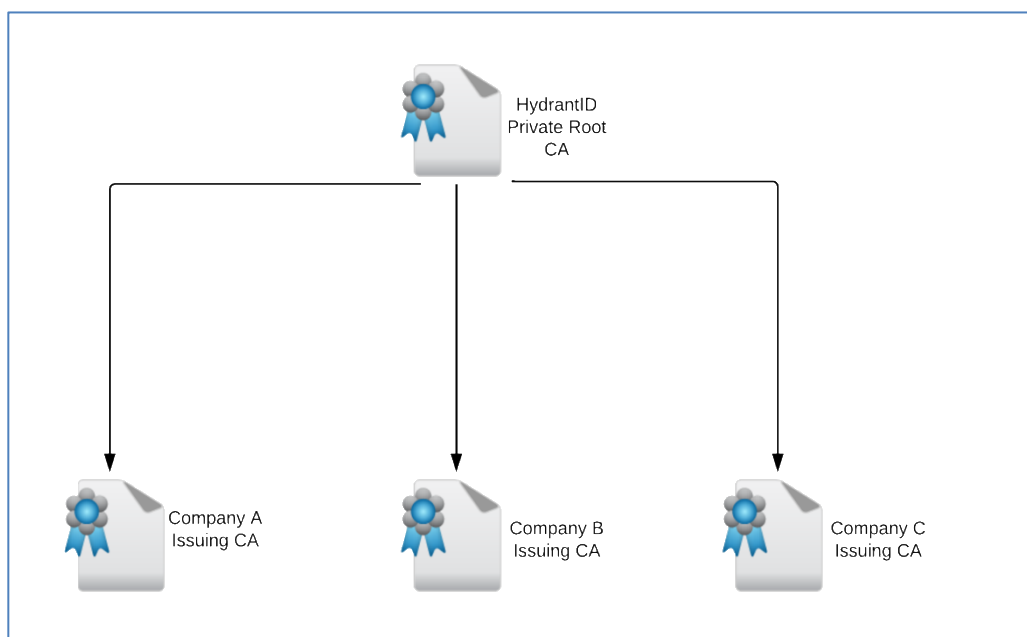 HydrantID
Private Root
CA
Company A
Issuing CA
Company B
Issuing CA
Company C
Issuing CA